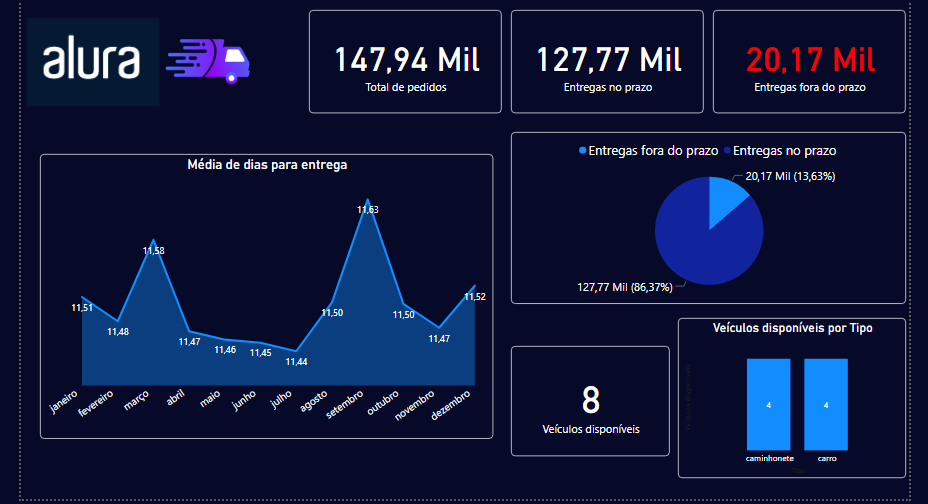 alura
147,94 Mil
Total de pedidos
127,77 Mil
Entregas no prazo
20,17 Mil
Entregas fora do prazo
Média de dias para entrega
11,51
11,48
11,58
11,47
11,46
11,45
11,44
11,50
11,63
11,50
11,47
11,52
janeiro
fevereiro
março
abril
maio
junho
julho
agosto
setembro
outubro
novembro
dezembro
Entregas fora do prazo Entregas no prazo
20,17 Mil (13,63%)
127,77 Mil (86,37%)
8
Veículos disponíveis
Veículos disponíveis por Tipo
4
4
caminhonete
carro
Tipo